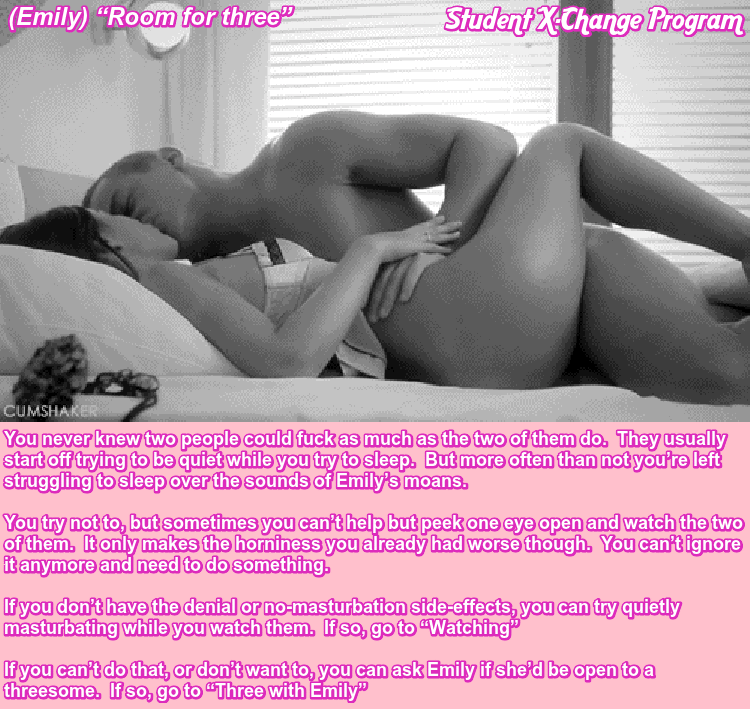 (Emily) “Room for three”
Student X-Change Program
CUMSHAKER
You never knew two people could fuck as much as the two of them do. They usually
start off trying to be quiet while you try to sleep. But more often than not you’re left
struggling to sleep over the sounds of Emily’s moans.
You try not to, but sometimes you can’t help but peek one eye open and watch the two
of them. It only makes the horniness you already had worse though. You can’t ignore
it anymore and need to do something.
If you don’t have the denial or no-masturbation side-effects, you can try quietly
masturbating while you watch them. If so, go to “Watching”
If you can’t do that, or don’t want to, you can ask Emily if she’d be open to a
threesome. If so, go to “Three with Emily”